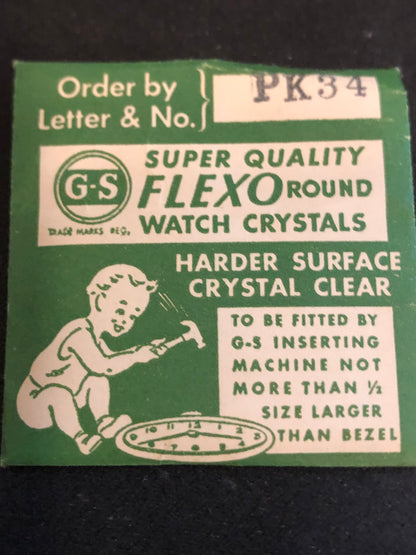 Order by
Letter & No.
PK34
G-S
TRADE MARKS REG.
SUPER QUALITY
FLEXO ROUND
WATCH CRYSTALS
HARDER SURFACE
CRYSTAL CLEAR
TO BE FITTED BY
G-S INSERTING
MACHINE NOT
MORE THAN ½
SIZE LARGER
THAN BEZEL